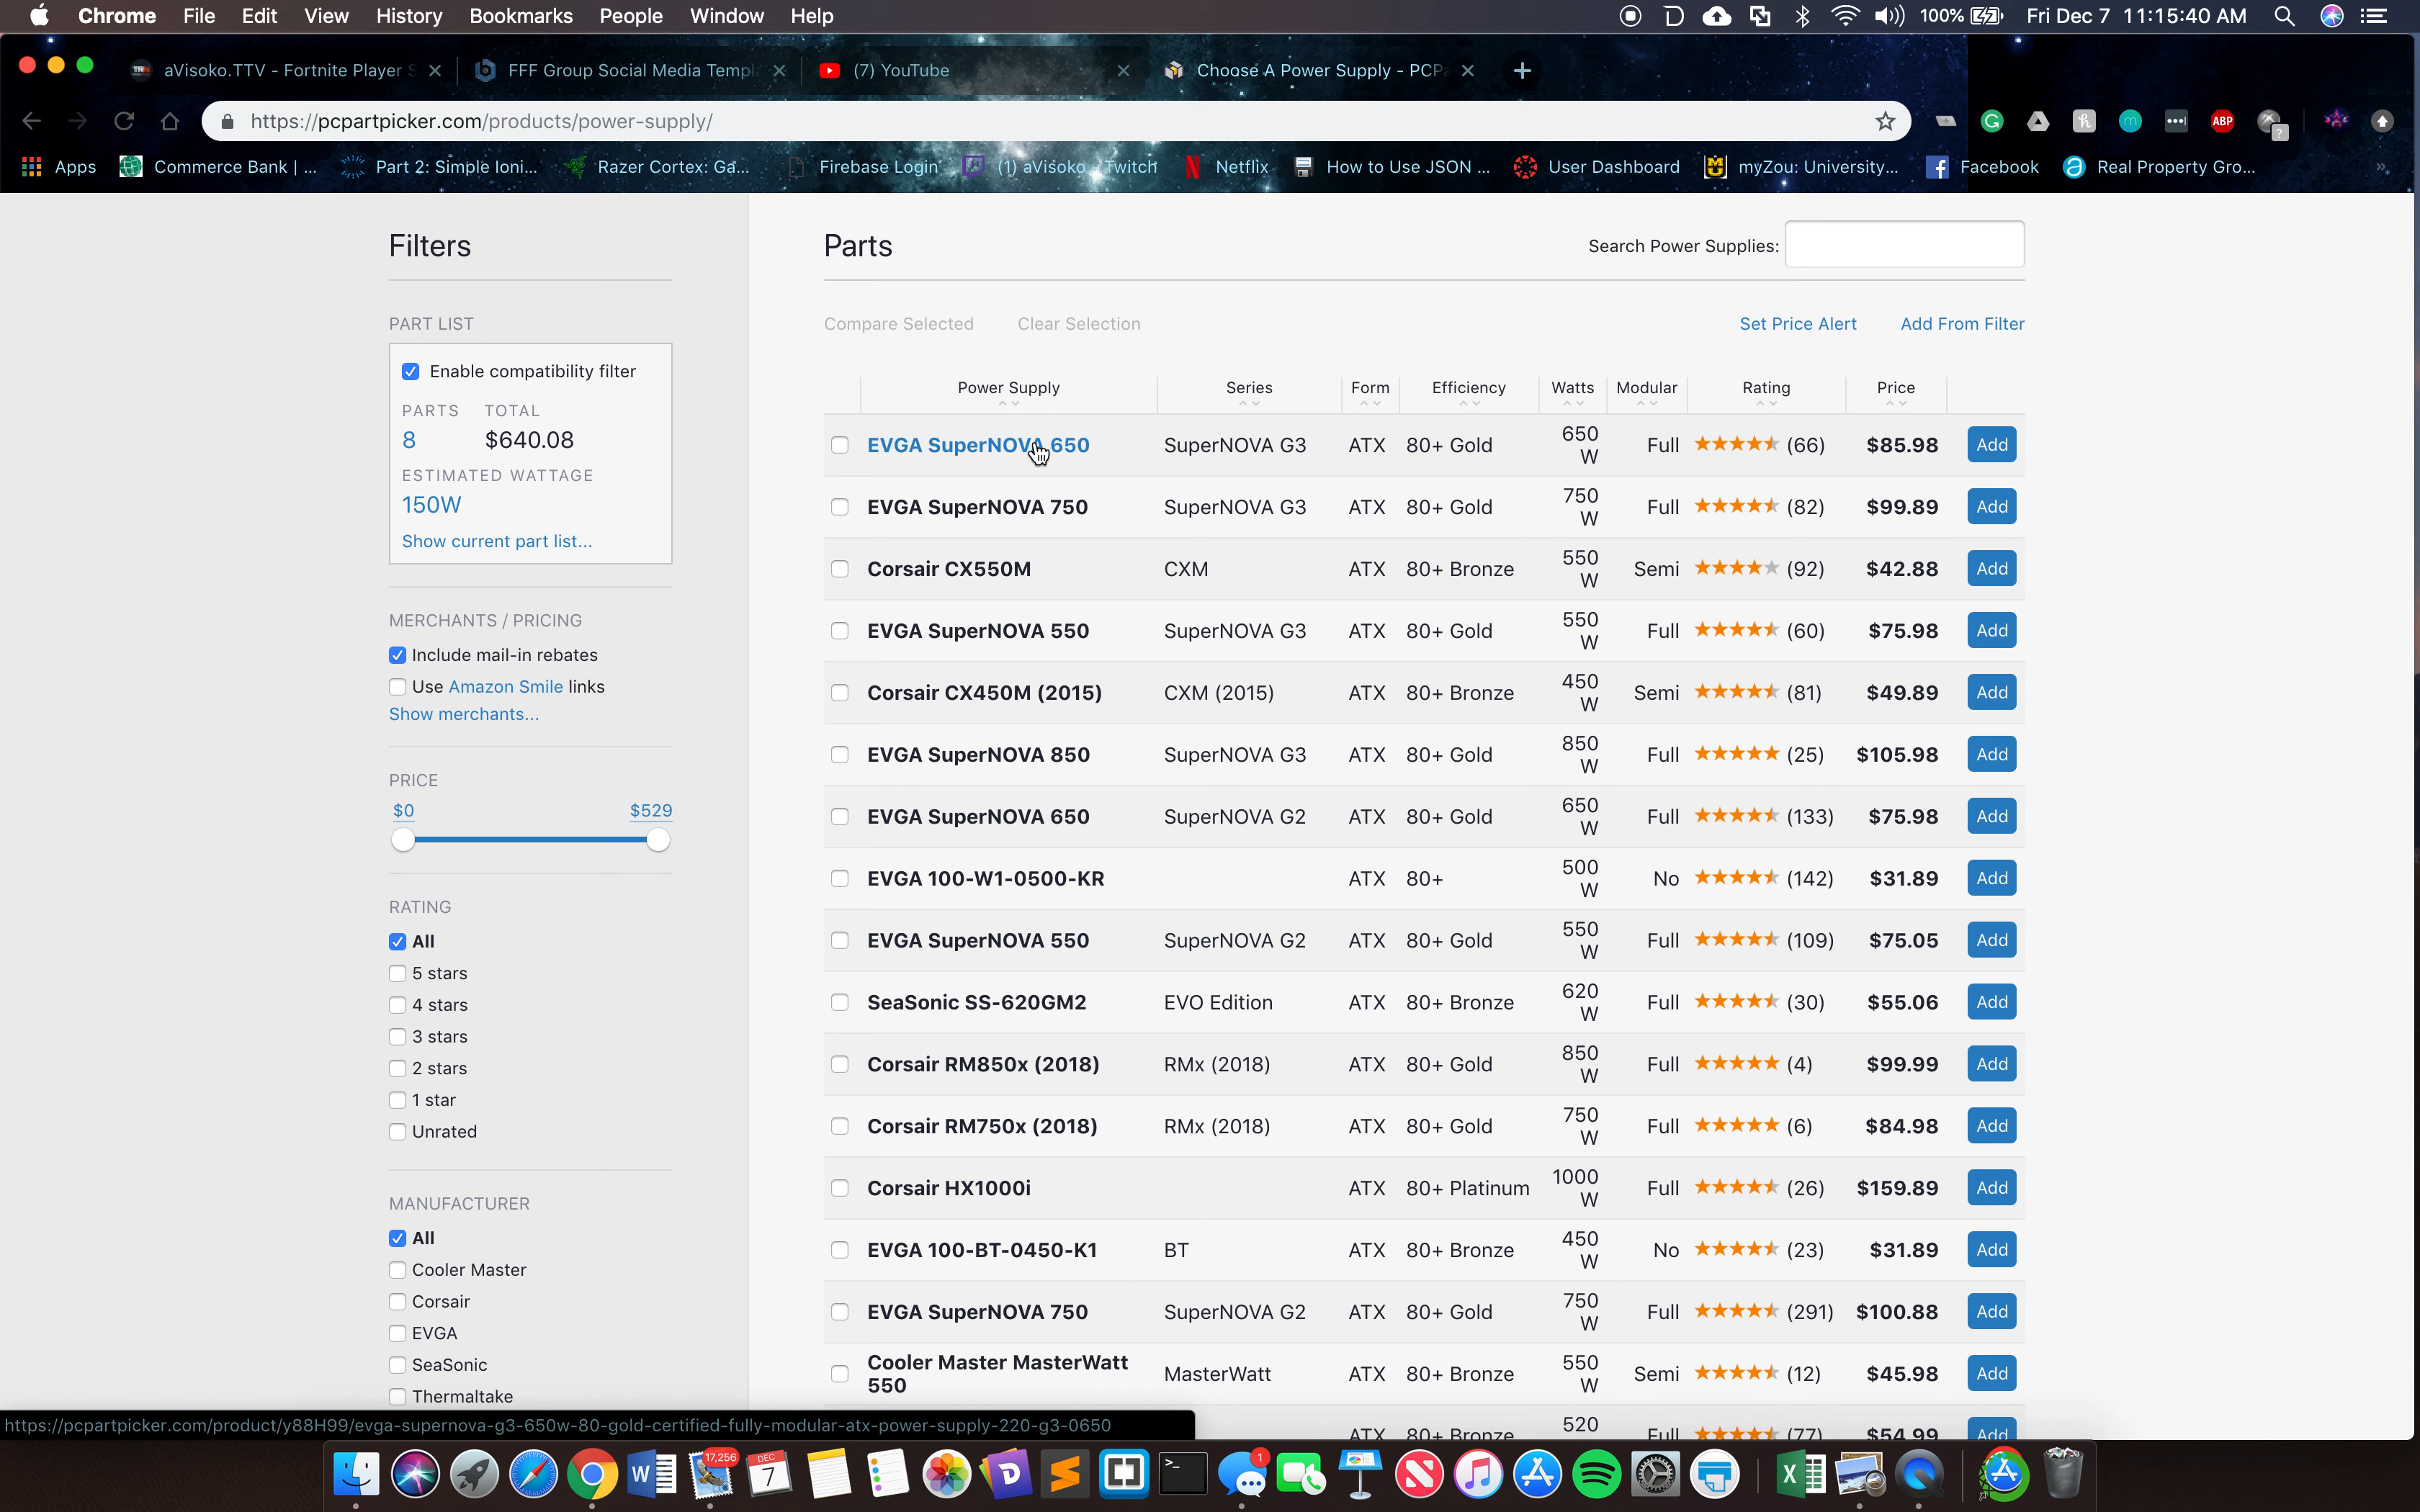 Chrome File Edit View History Bookmarks People Window Help 100% Fri Dec 7 11:15:40 AM
aVisoko.TTV - Fortnite Player S FFF Group Social Media Templ (7) YouTube Choose A Power Supply - PCPa
https://pcpartpicker.com/products/power-supply/
Apps Commerce Bank | ... Part 2: Simple Ioni... Razer Cortex: Ga... Firebase Login (1) aVisoko - Twitch Netflix How to Use JSON ... User Dashboard myZou: University... Facebook Real Property Gro... »
Filters
PART LIST
Enable compatibility filter
PARTS TOTAL
8 $640.08
ESTIMATED WATTAGE
150W
Show current part list...
MERCHANTS / PRICING
Include mail-in rebates
Use Amazon Smile links
Show merchants...
PRICE
$0 $529
RATING
All
5 stars
4 stars
3 stars
2 stars
1 star
Unrated
MANUFACTURER
All
Cooler Master
Corsair
EVGA
SeaSonic
Thermaltake
Parts Search Power Supplies:
Compare Selected Clear Selection Set Price Alert Add From Filter
Power Supply Series Form Efficiency Watts Modular Rating Price
EVGA SuperNOVA 650 SuperNOVA G3 ATX 80+ Gold 650 W Full (66) $85.98 Add
EVGA SuperNOVA 750 SuperNOVA G3 ATX 80+ Gold 750 W Full (82) $99.89 Add
Corsair CX550M CXM ATX 80+ Bronze 550 W Semi (92) $42.88 Add
EVGA SuperNOVA 550 SuperNOVA G3 ATX 80+ Gold 550 W Full (60) $75.98 Add
Corsair CX450M (2015) CXM (2015) ATX 80+ Bronze 450 W Semi (81) $49.89 Add
EVGA SuperNOVA 850 SuperNOVA G3 ATX 80+ Gold 850 W Full (25) $105.98 Add
EVGA SuperNOVA 650 SuperNOVA G2 ATX 80+ Gold 650 W Full (133) $75.98 Add
EVGA 100-W1-0500-KR ATX 80+ 500 W No (142) $31.89 Add
EVGA SuperNOVA 550 SuperNOVA G2 ATX 80+ Gold 550 W Full (109) $75.05 Add
SeaSonic SS-620GM2 EVO Edition ATX 80+ Bronze 620 W Full (30) $55.06 Add
Corsair RM850x (2018) RMx (2018) ATX 80+ Gold 850 W Full (4) $99.99 Add
Corsair RM750x (2018) RMx (2018) ATX 80+ Gold 750 W Full (6) $84.98 Add
Corsair HX1000i ATX 80+ Platinum 1000 W Full (26) $159.89 Add
EVGA 100-BT-0450-K1 BT ATX 80+ Bronze 450 W No (23) $31.89 Add
EVGA SuperNOVA 750 SuperNOVA G2 ATX 80+ Gold 750 W Full (291) $100.88 Add
Cooler Master MasterWatt 550 MasterWatt ATX 80+ Bronze 550 W Semi (12) $45.98 Add
ATX 80+ Bronze 520 Full (77) $54.99 Add
https://pcpartpicker.com/product/y88H99/evga-supernova-g3-650w-80-gold-certified-fully-modular-atx-power-supply-220-g3-0650
17,256 DEC 7 1